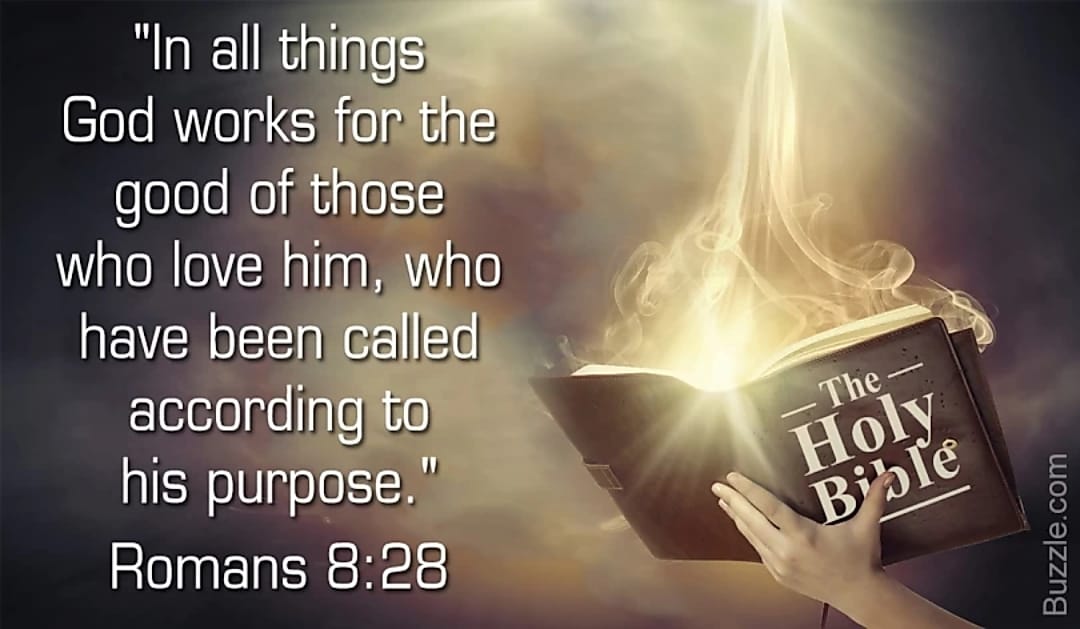 "In all things
God works for the
good of those
who love him, who
have been called
according to
his purpose."
Romans 8:28
The
Holy
Bible
Buzzle.com